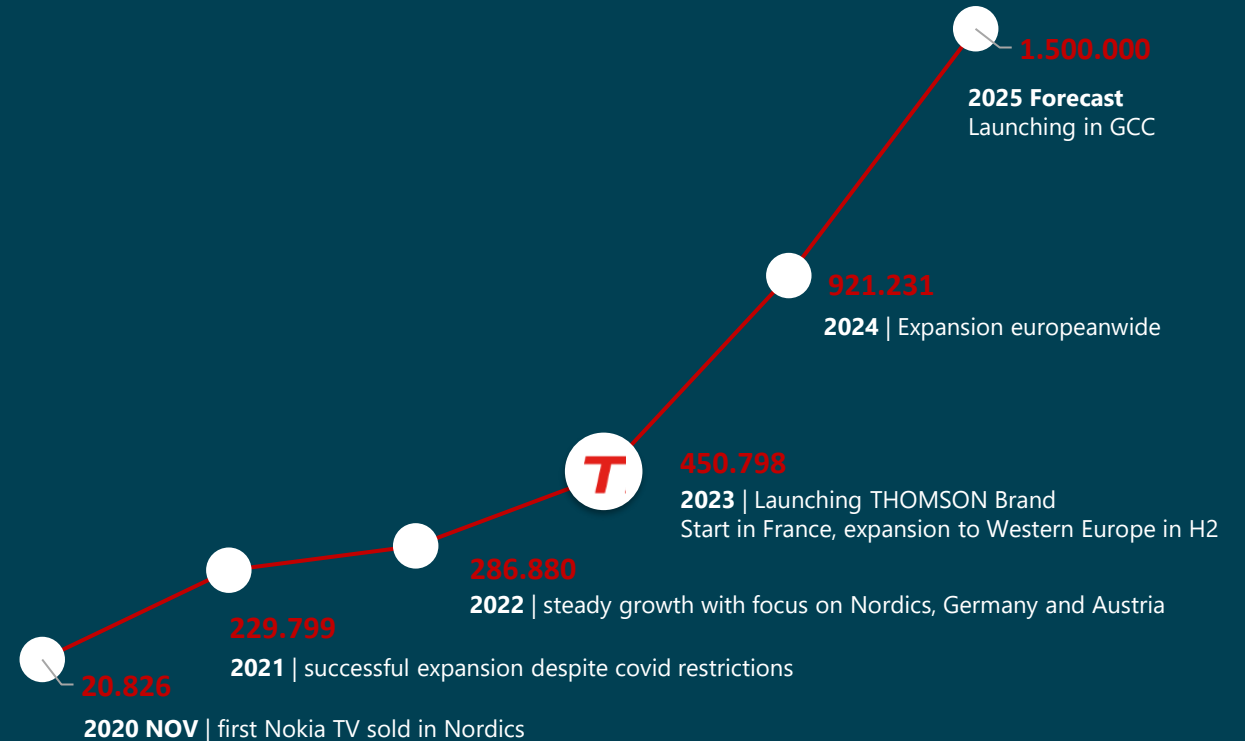 1.500.000
2025 Forecast
Launching in GCC
921.231
2024 | Expansion europeanwide
T
450.798
2023 | Launching THOMSON Brand
Start in France, expansion to Western Europe in H2
286.880
2022 | steady growth with focus on Nordics, Germany and Austria
229.799
2021 | successful expansion despite covid restrictions
20.826
2020 NOV | first Nokia TV sold in Nordics